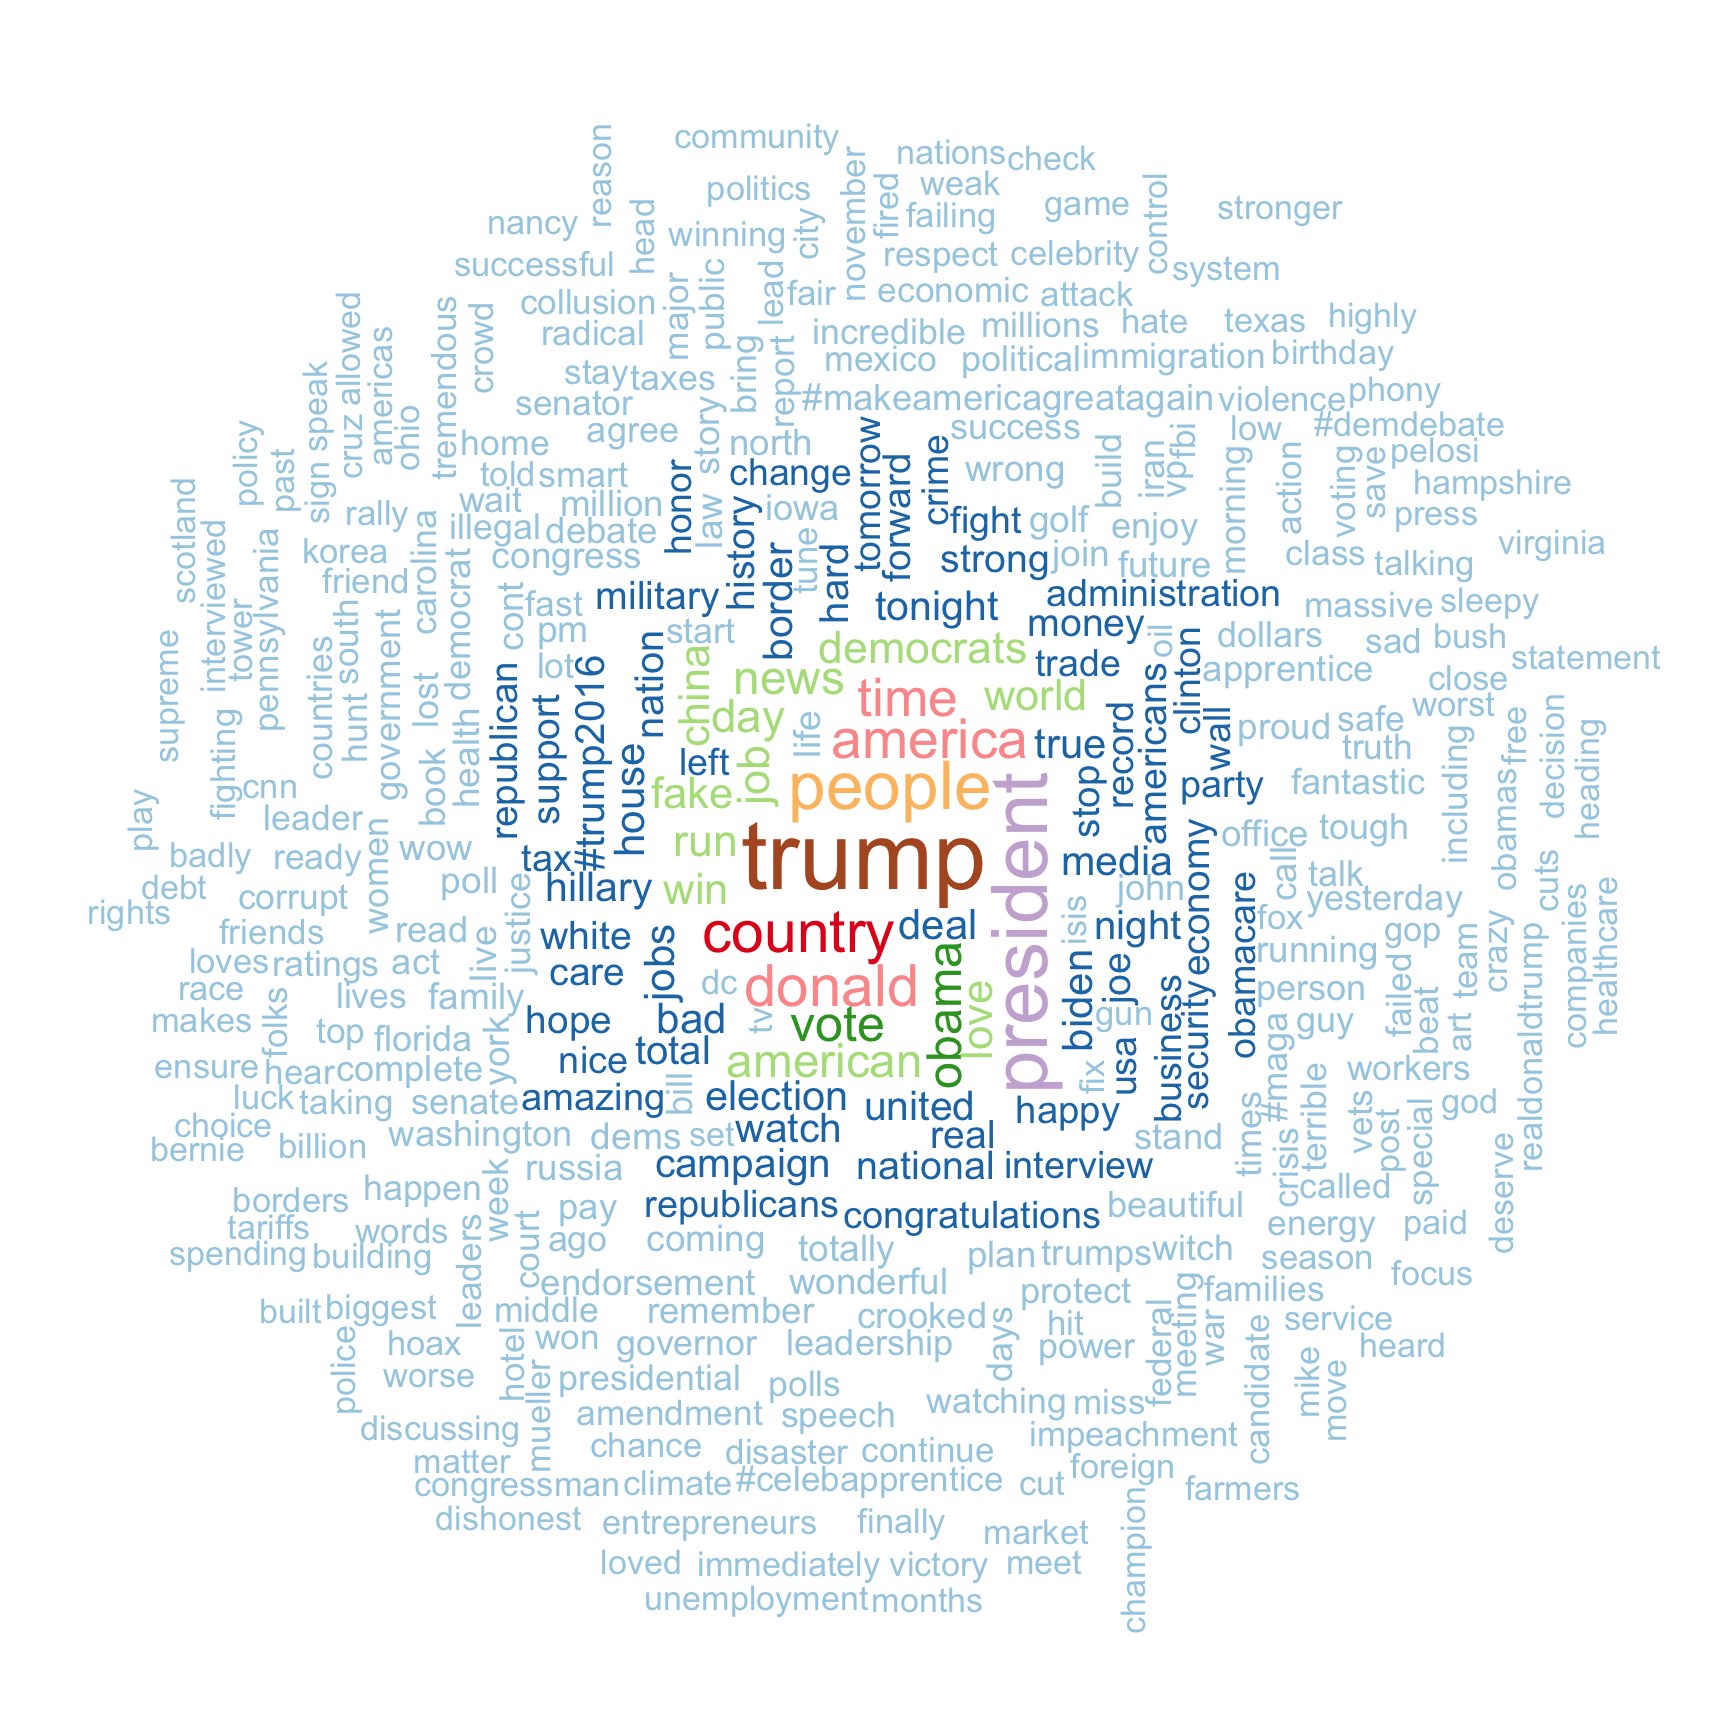 community
nations
check
reason
politics
november
weak
fired
failing
game
control
stronger
nancy
head
winning
city
respect
celebrity
system
successful
public
lead
fair
economic
attack
collusion
major
incredible
millions
hate
texas
highly
radical
allowed
americas
tremendous
crowd
stay
taxes
bring
report
mexico
political
immigration
birthday
senator
#makeamericagreatagain
violence
phony
speak
cruz
ohio
agree
story
north
success
low
#demdebate
policy
past
sign
home
told
smart
change
tomorrow
forward
crime
wrong
build
iran
vp
fbi
morning
action
voting
save
pelosi
hampshire
scotland
rally
wait
million
honor
law
history
iowa
fight
golf
enjoy
press
interviewed
korea
carolina
illegal
debate
congress
border
tune
hard
strong
join
future
class
talking
virginia
pennsylvania
friend
democrat
cont
fast
military
tonight
administration
massive
sleepy
tower
south
pm
start
democrats
money
oil
clinton
dollars
sad
bush
supreme
countries
hunt
government
lost
health
republican
lot
nation
china
news
time
world
trade
americans
apprentice
close
statement
support
#trump2016
day
life
america
true
record
wall
proud
safe
worst
truth
free
decision
fighting
cnn
book
house
left
job
people
president
stop
party
fantastic
including
obamas
heading
play
leader
fake
run
trump
media
economy
office
tough
badly
ready
women
wow
tax
hillary
win
john
call
talk
cuts
debt
corrupt
poll
yesterday
rights
friends
read
live
justice
white
country
deal
isis
night
obamacare
fox
gop
crazy
companies
healthcare
loves
ratings
act
care
jobs
dc
donald
obama
biden
joe
running
failed
team
realdonaldtrump
race
lives
family
person
makes
folks
top
florida
york
hope
bad
tv
vote
love
gun
business
security
guy
beat
art
ensure
hear
complete
nice
total
american
fix
usa
#maga
workers
luck
taking
senate
amazing
bill
election
united
happy
terrible
vets
god
choice
washington
dems
set
watch
real
stand
times
post
bernie
billion
russia
campaign
national
interview
crisis
special
deserve
borders
happen
week
pay
republicans
congratulations
beautiful
called
tariffs
words
court
ago
coming
totally
plan
trumps
witch
energy
paid
spending
building
leaders
endorsement
wonderful
protect
season
families
focus
built
biggest
middle
remember
crooked
days
hit
federal
meeting
war
service
police
hoax
hotel
won
governor
leadership
power
candidate
heard
worse
mueller
presidential
polls
watching
miss
mike
move
discussing
amendment
speech
impeachment
matter
chance
disaster
continue
foreign
congressman
climate
#celebapprentice
cut
farmers
dishonest
entrepreneurs
finally
market
champion
loved
immediately
victory
meet
unemployment
months